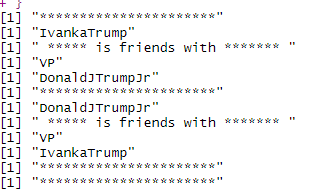 + }
[1] "**********************"
[1] "IvankaTrump"
[1] " ***** is friends with ******* "
[1] "VP"
[1] "DonaldJTrumpJr"
[1] "**********************"
[1] "DonaldJTrumpJr"
[1] " ***** is friends with ******* "
[1] "VP"
[1] "IvankaTrump"
[1] "**********************"
[1] "**********************"